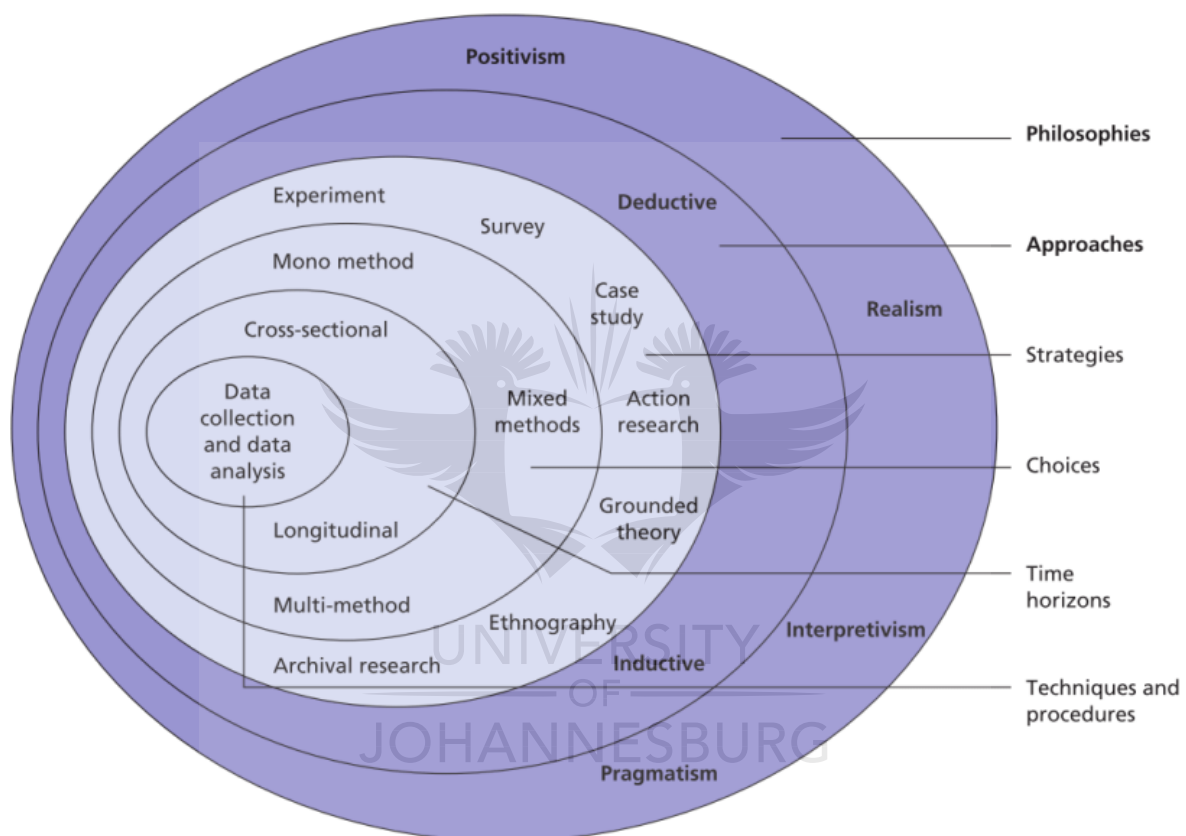 Positivism
Philosophies
Experiment
Deductive
Survey
Approaches
Mono method
Case
study
Realism
Cross-sectional
Strategies
Data
collection
and data
analysis
Mixed
methods
Action
research
Choices
Grounded
theory
Longitudinal
Time
horizons
Multi-method
Ethnography
Interpretivism
UNIVERSITY
Archival research
Inductive
OF
Techniques and
procedures
JOHANNESBURG
Pragmatism